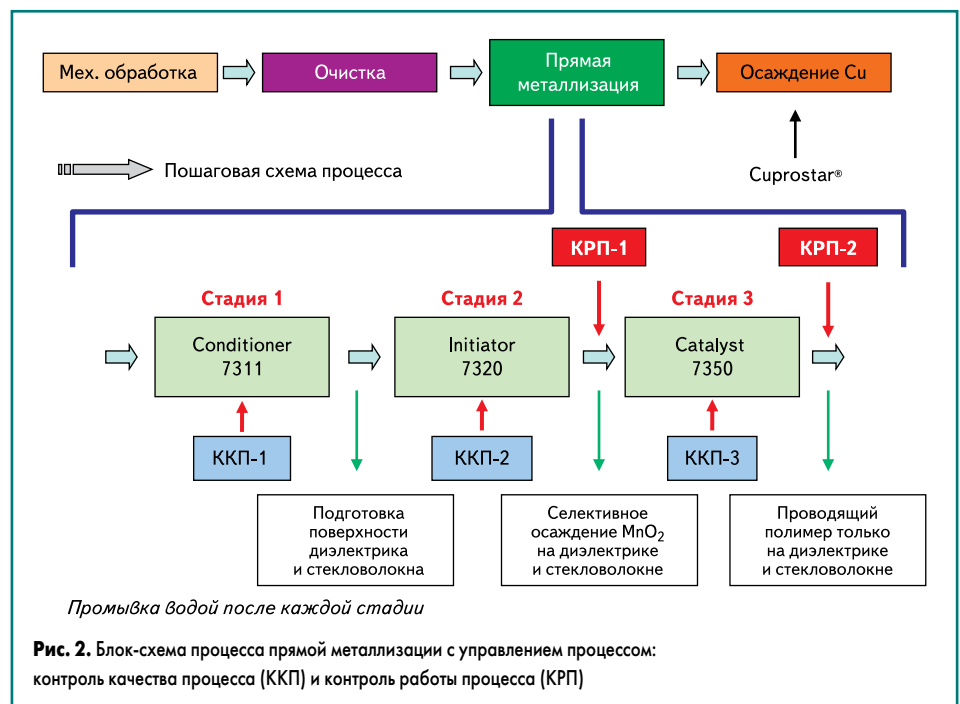 Мех. обработка
Очистка
Прямая
металлизация
Осаждение Cu
Пошаговая схема процесса
Cuprostar®
КРП-1
КРП-2
Стадия 1
Стадия 2
Стадия 3
Conditioner
7311
Initiator
7320
Catalyst
7350
ККП-1
ККП-2
ККП-3
Подготовка
поверхности
диэлектрика
и стекловолокна
Селективное
осаждение MnO₂
на диэлектрике
и стекловолокне
Проводящий
полимер только
на диэлектрике
и стекловолокне
Промывка водой после каждой стадии
Рис. 2. Блок-схема процесса прямой металлизации с управлением процессом:
контроль качества процесса (ККП) и контроль работы процесса (КРП)